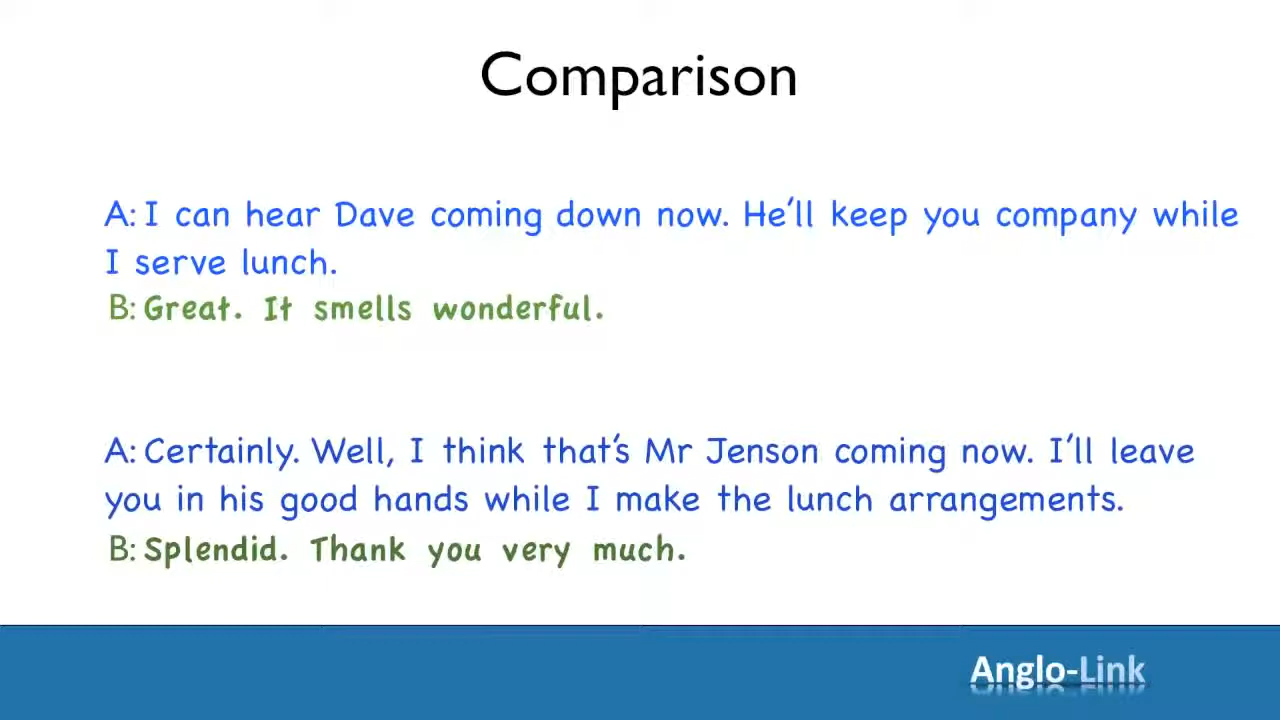 Comparison
A: I can hear Dave coming down now. He'll keep you company while
I serve lunch.
B: Great. It smells wonderful.
A: Certainly. Well, I think that's Mr Jenson coming now. I'll leave
you in his good hands while I make the lunch arrangements.
B: Splendid. Thank you very much.
Anglo-Link